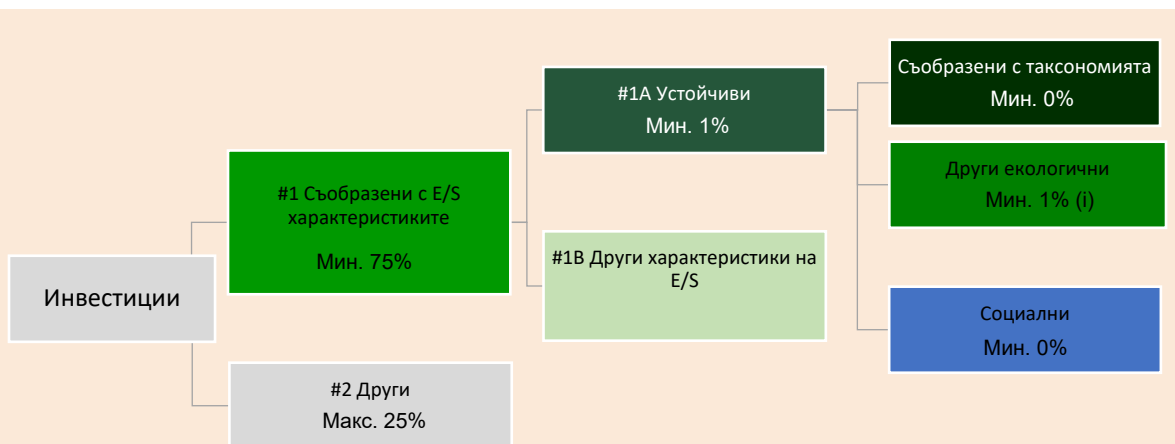 Инвестиции
#1 Съобразени с E/S
характеристиките
Мин. 75%
#2 Други
Макс. 25%
#1A Устойчиви
Мин. 1%
#1B Други характеристики на
E/S
Съобразени с таксономията
Мин. 0%
Други екологични
Мин. 1% (i)
Социални
Мин. 0%